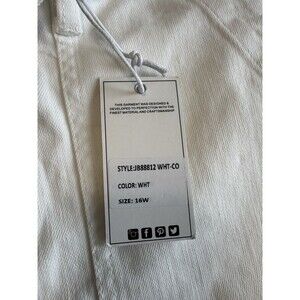 THIS GARMENT WAS DESIGNED &
DEVELOPED TO PERFECTION WITH THE
FINEST MATERIAL AND CRAFTSMANSHIP
STYLE:JB88812 WHT-CO
COLOR: WHT
SIZE: 16W